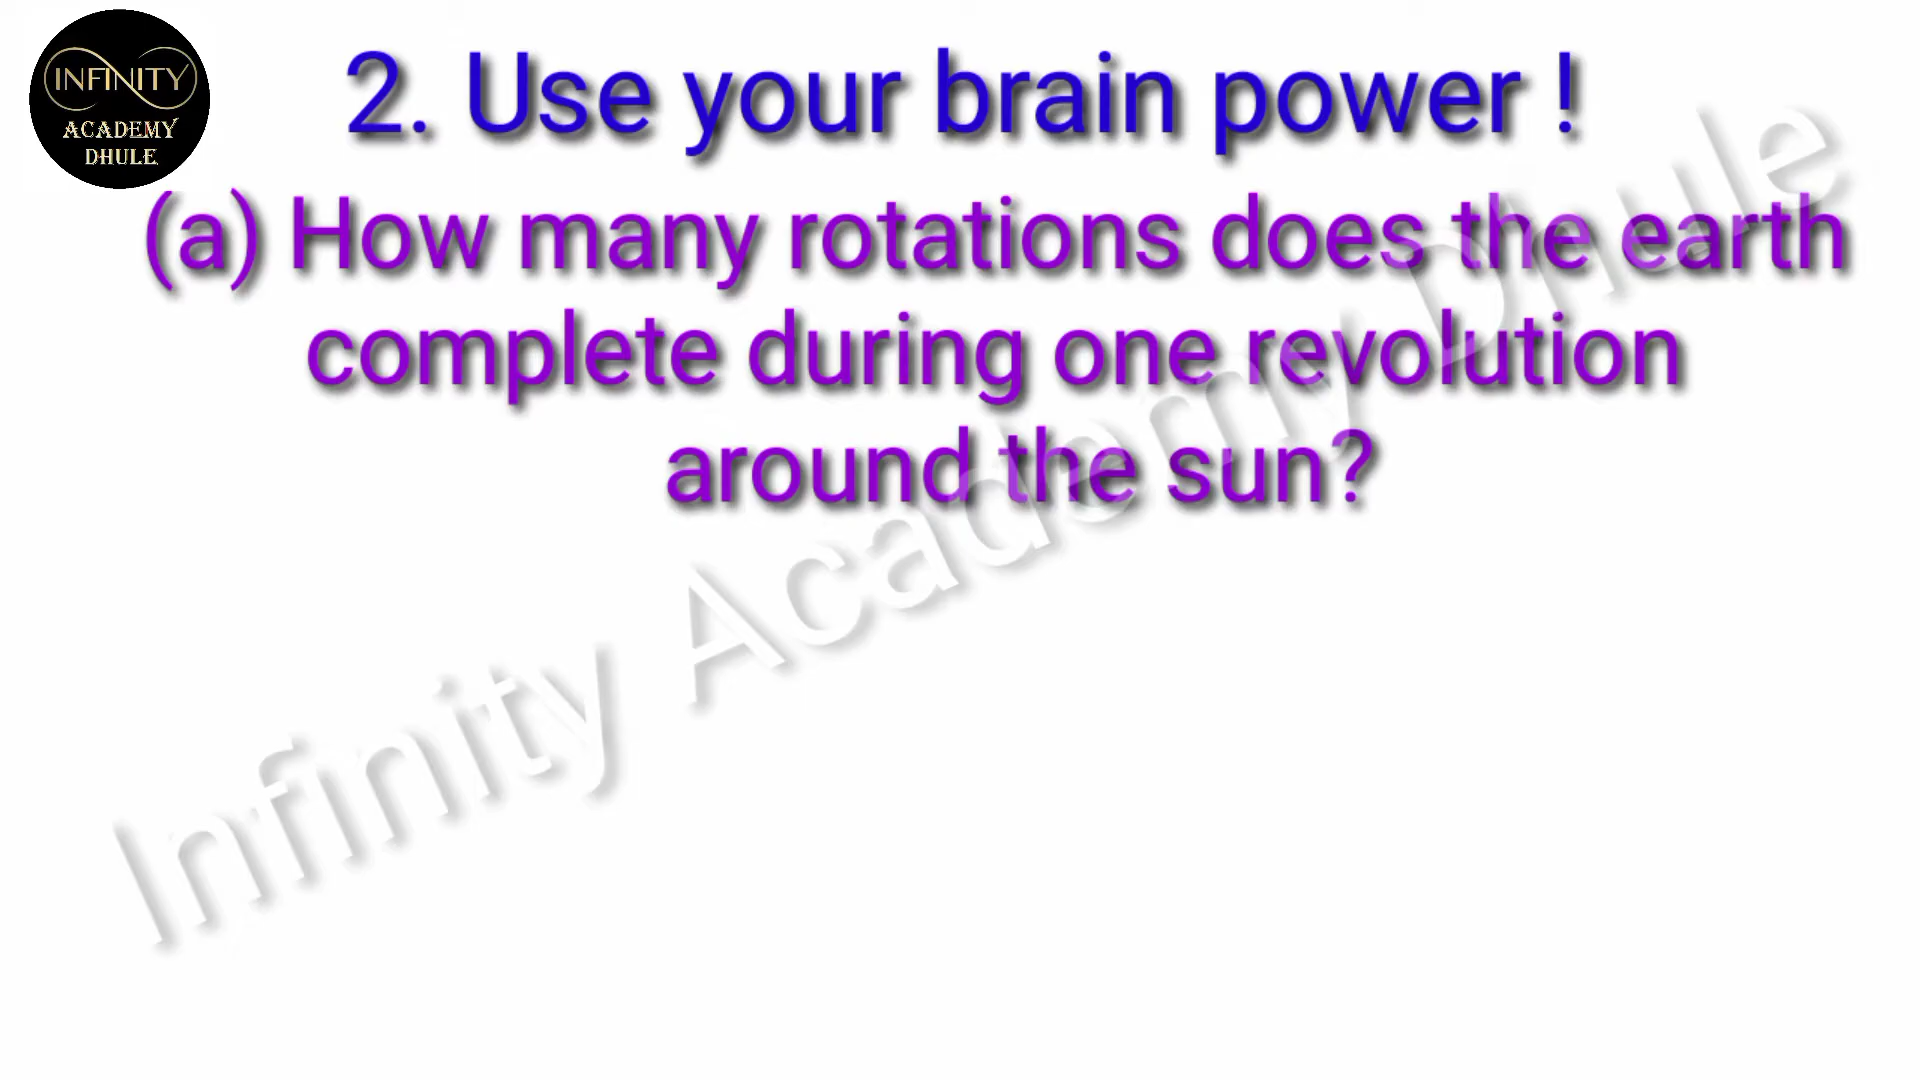 INFINITY
ACADEMY
DHULE
2. Use your brain power !
(a) How many rotations does the earth
complete during one revolution
around the sun?
Infinity Academy Dhule